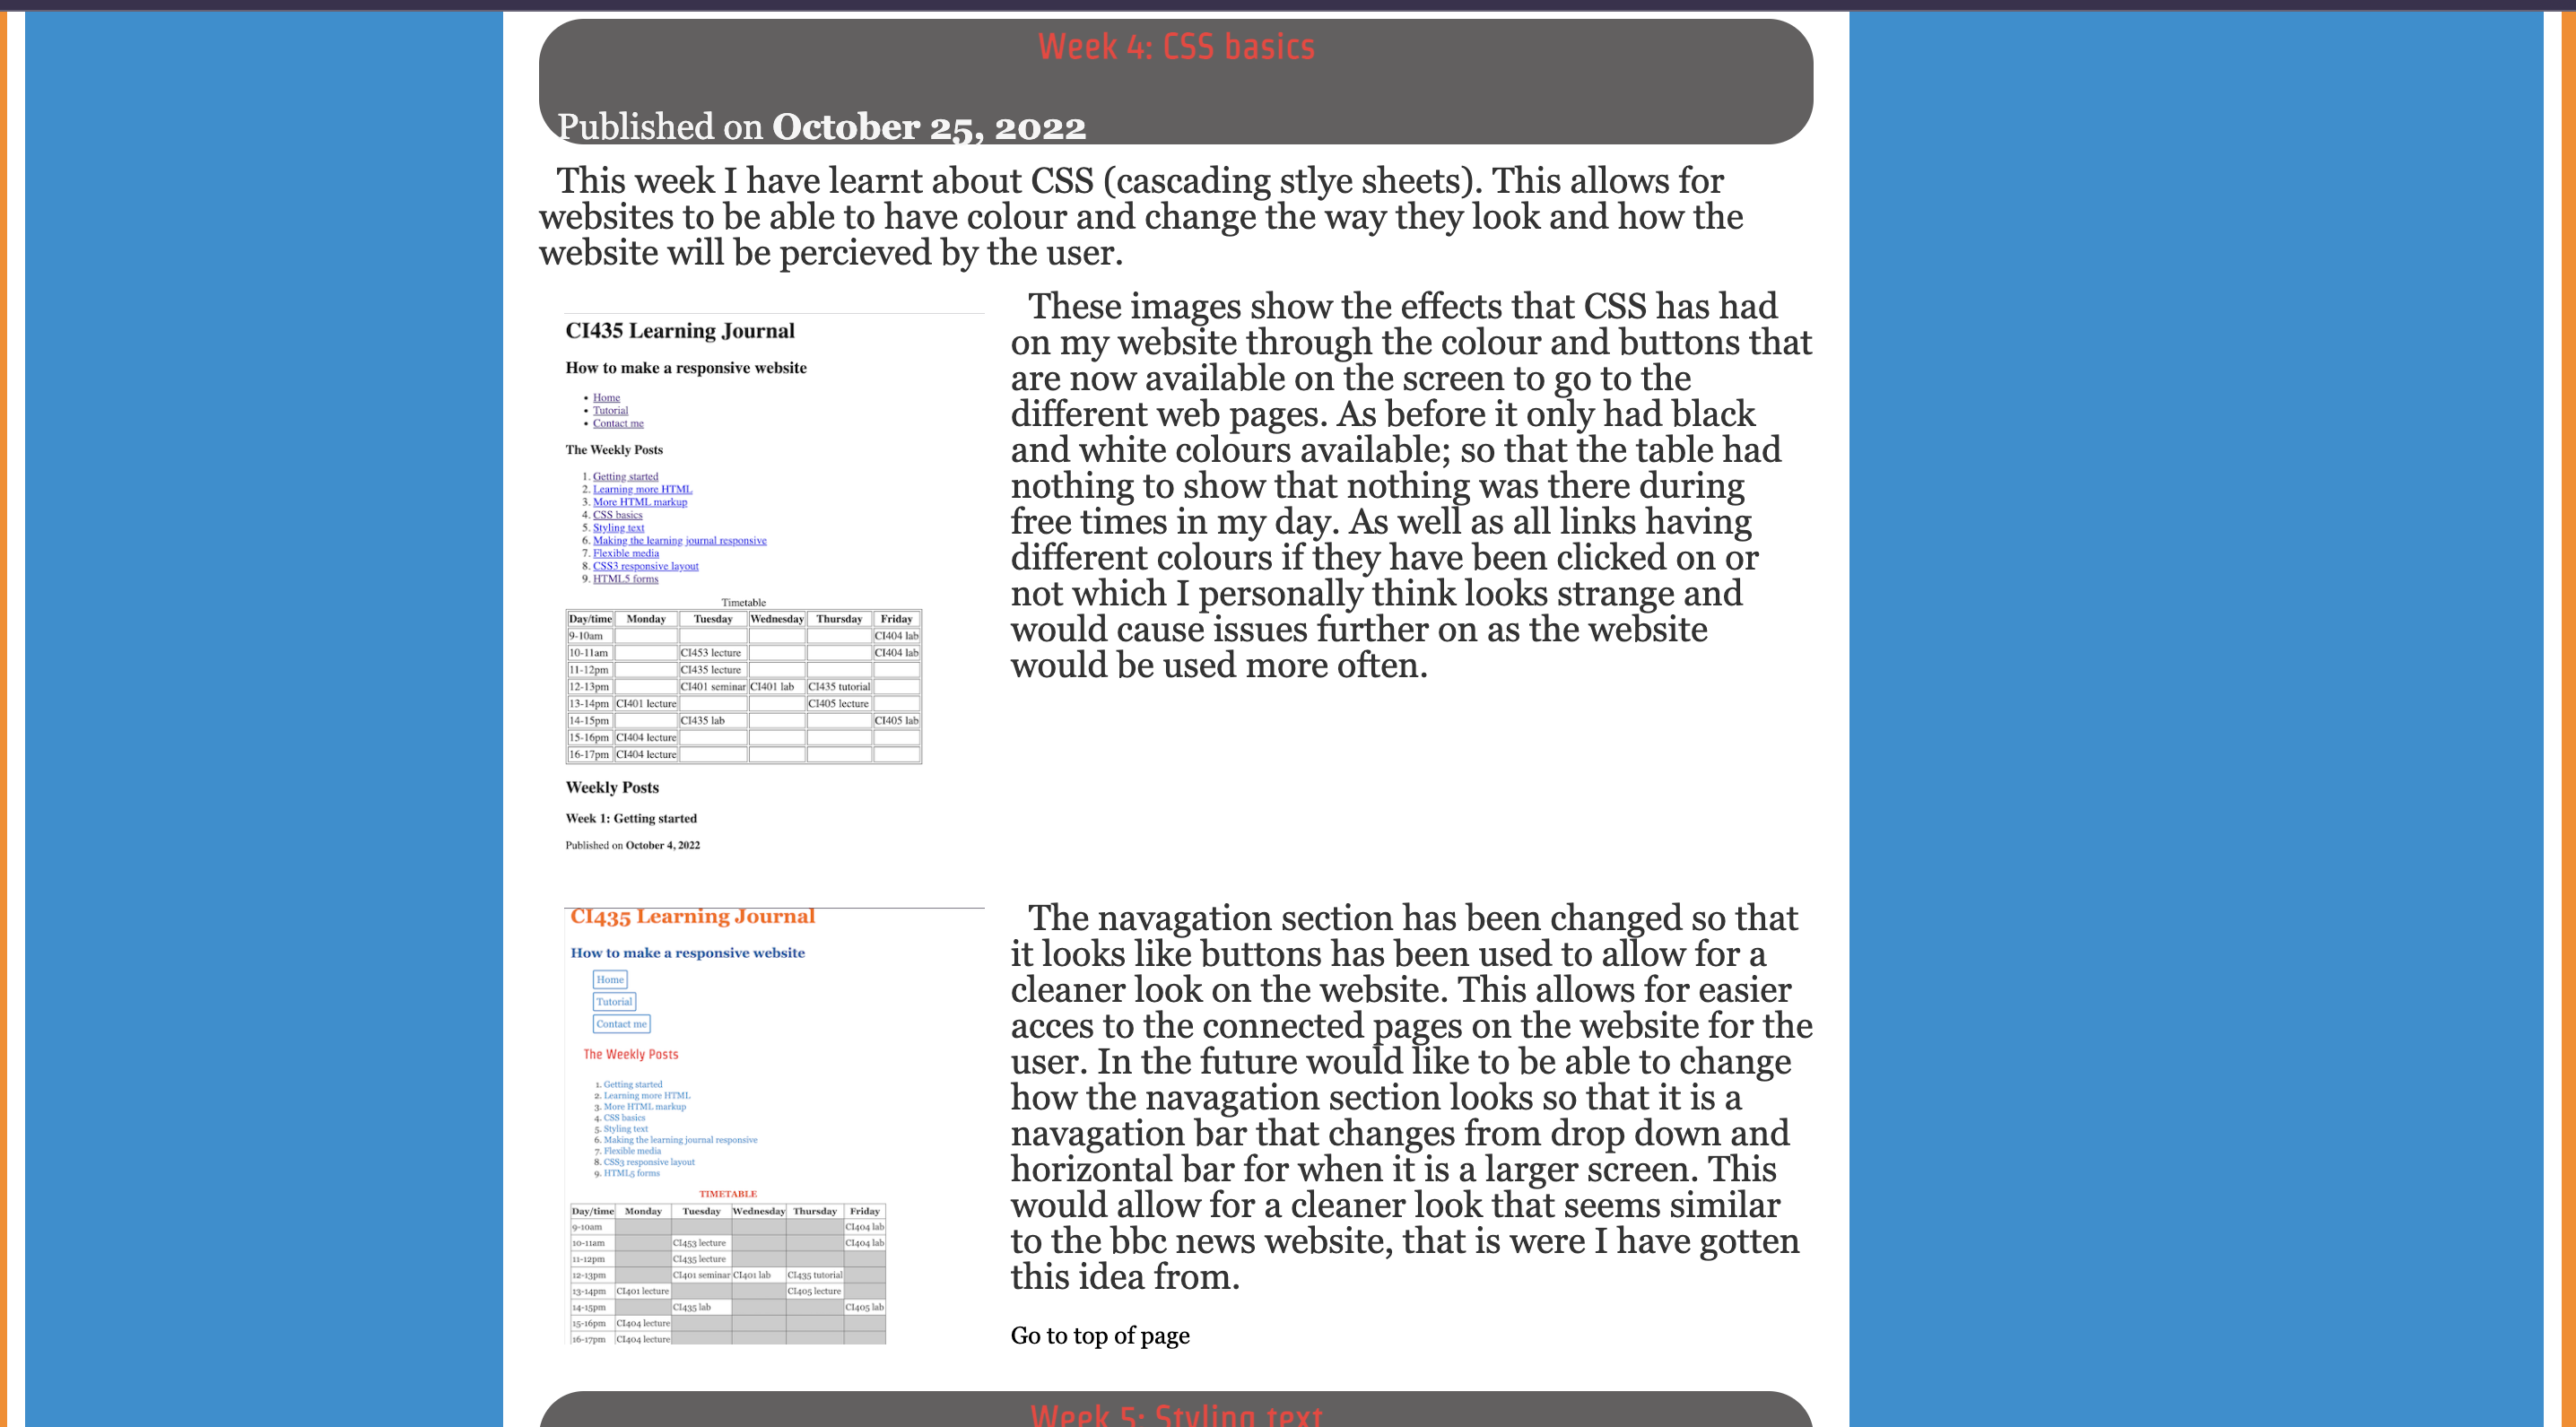 Week 4: CSS basics
Published on October 25, 2022
This week I have learnt about CSS (cascading stlye sheets). This allows for
websites to be able to have colour and change the way they look and how the
website will be percieved by the user.
CI435 Learning Journal
How to make a responsive website
• Home
• Tutorial
• Contact me
The Weekly Posts
1. Getting started
2. Learning more HTML
3. More HTML markup
4. CSS basics
5. Styling text
6. Making the learning journal responsive
7. Flexible media
8. CSS3 responsive layout
9. HTML5 forms
Timetable
Day/time Monday Tuesday Wednesday Thursday Friday
9-10am CI404 lab
10-11am CI453 lecture CI404 lab
11-12pm CI435 lecture
12-13pm CI401 seminar CI401 lab CI435 tutorial
13-14pm CI401 lecture CI405 lecture
14-15pm CI435 lab CI405 lab
15-16pm CI404 lecture
16-17pm CI404 lecture
Weekly Posts
Week 1: Getting started
Published on October 4, 2022
These images show the effects that CSS has had
on my website through the colour and buttons that
are now available on the screen to go to the
different web pages. As before it only had black
and white colours available; so that the table had
nothing to show that nothing was there during
free times in my day. As well as all links having
different colours if they have been clicked on or
not which I personally think looks strange and
would cause issues further on as the website
would be used more often.
CI435 Learning Journal
How to make a responsive website
Home
Tutorial
Contact me
The Weekly Posts
1. Getting started
2. Learning more HTML
3. More HTML markup
4. CSS basics
5. Styling text
6. Making the learning journal responsive
7. Flexible media
8. CSS3 responsive layout
9. HTML5 forms
TIMETABLE
Day/time Monday Tuesday Wednesday Thursday Friday
9-10am CI404 lab
10-11am CI453 lecture CI404 lab
11-12pm CI435 lecture
12-13pm CI401 seminar CI401 lab CI435 tutorial
13-14pm CI401 lecture CI405 lecture
14-15pm CI435 lab CI405 lab
15-16pm CI404 lecture
16-17pm CI404 lecture
The navagation section has been changed so that
it looks like buttons has been used to allow for a
cleaner look on the website. This allows for easier
acces to the connected pages on the website for the
user. In the future would like to be able to change
how the navagation section looks so that it is a
navagation bar that changes from drop down and
horizontal bar for when it is a larger screen. This
would allow for a cleaner look that seems similar
to the bbc news website, that is were I have gotten
this idea from.
Go to top of page
Week 5: Styling text